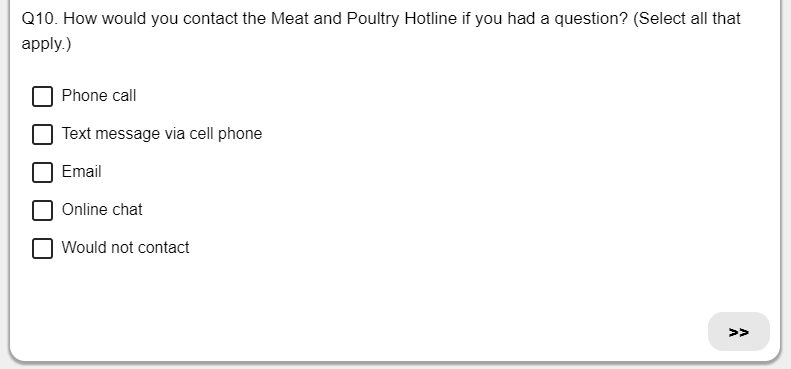 Q10. How would you contact the Meat and Poultry Hotline if you had a question? (Select all that
apply.)
Phone call
Text message via cell phone
Email
Online chat
Would not contact
>>